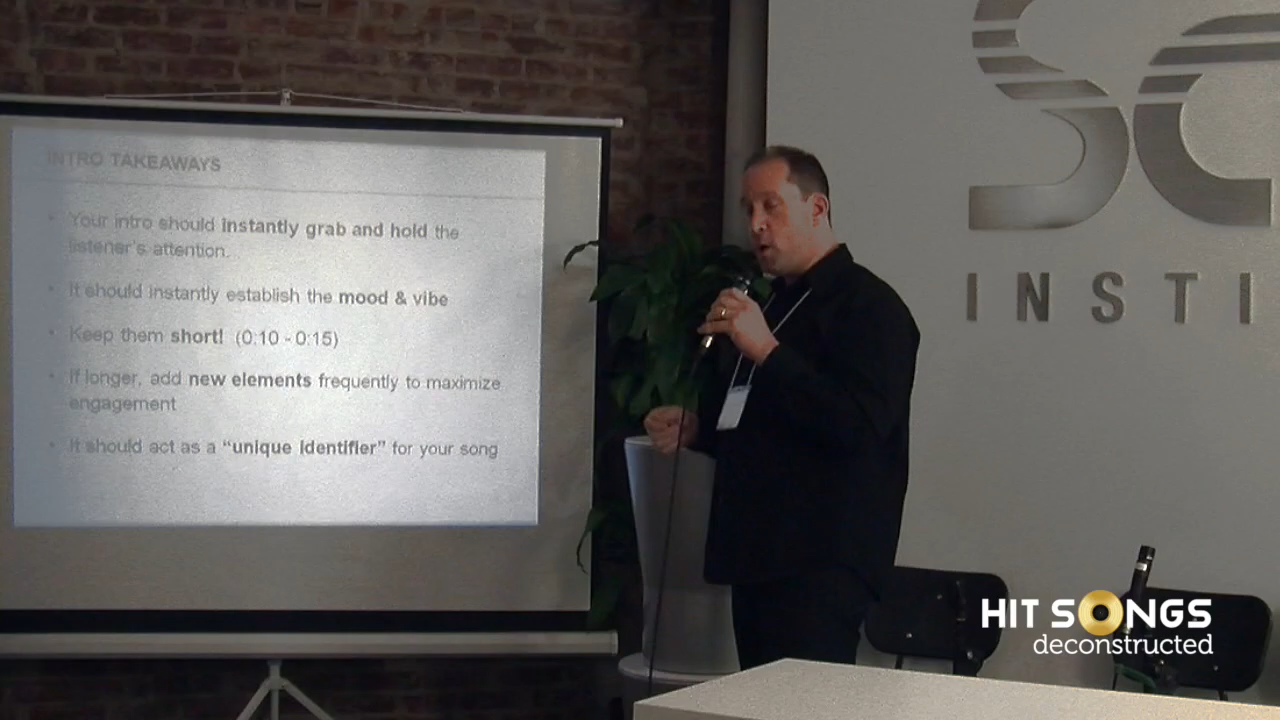 INTRO TAKEAWAYS
Your intro should instantly grab and hold the
listener's attention.
It should instantly establish the mood & vibe
Keep them short! (0:10 - 0:15)
If longer, add new elements frequently to maximize
engagement
It should act as a "unique identifier" for your song
INSTI
HIT SONGS
deconstructed